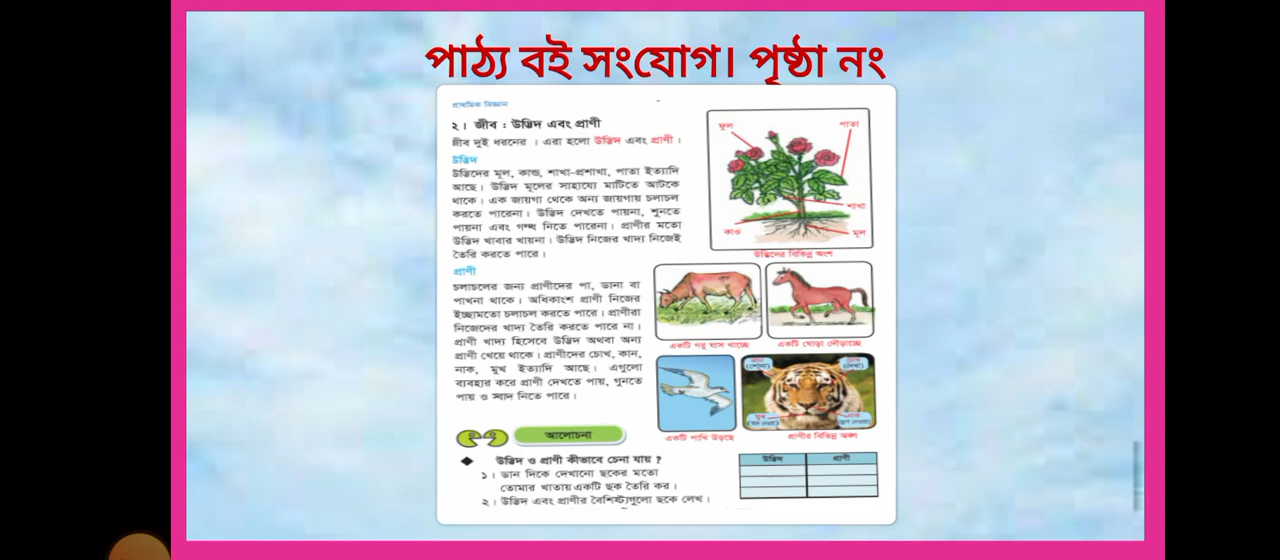 পাঠ্য বই সংযোগ। পৃষ্ঠা নং
প্রাথমিক বিজ্ঞান
২। জীব : উদ্ভিদ এবং প্রাণী
জীব দুই ধরনের । এরা হলো উদ্ভিদ এবং প্রাণী ।
উদ্ভিদ
উদ্ভিদের মূল, কান্ড, শাখা-প্রশাখা, পাতা ইত্যাদি
আছে। উদ্ভিদ মূলের সাহায্যে মাটিতে আটকে
থাকে। এক জায়গা থেকে অন্য জায়গায় চলাচল
করতে পারেনা। উদ্ভিদ দেখতে পায়না, শুনতে
পায়না এবং গন্ধ নিতে পারেনা। প্রাণীর মতো
উদ্ভিদ খাবার খায়না। উদ্ভিদ নিজের খাদ্য নিজেই
তৈরি করতে পারে।
প্রাণী
চলাচলের জন্য প্রাণীদের পা, ডানা বা
পাখনা থাকে। অধিকাংশ প্রাণী নিজের
ইচ্ছামতো চলাচল করতে পারে। প্রাণীরা
নিজেদের খাদ্য তৈরি করতে পারে না।
প্রাণী খাদ্য হিসেবে উদ্ভিদ অথবা অন্য
প্রাণী খেয়ে থাকে। প্রাণীদের চোখ, কান,
নাক, মুখ ইত্যাদি আছে। এগুলো
ব্যবহার করে প্রাণী দেখতে পায়, শুনতে
পায় ও স্বাদ নিতে পারে।
ফুল
পাতা
শাখা
কাণ্ড
মূল
উদ্ভিদের বিভিন্ন অংশ
একটি গরু ঘাস খাচ্ছে
একটি ঘোড়া দৌড়াচ্ছে
কান
(শোনা)
চোখ
(দেখা)
মুখ
একটি পাখি উড়ছে
প্রাণীর বিভিন্ন অঙ্গ
আলোচনা
উদ্ভিদ ও প্রাণী কীভাবে চেনা যায় ?
১। ডান দিকে দেখানো ছকের মতো
তোমার খাতায় একটি ছক তৈরি কর।
২। উদ্ভিদ এবং প্রাণীর বৈশিষ্ট্যগুলো ছকে লেখ।
উদ্ভিদ
প্রাণী